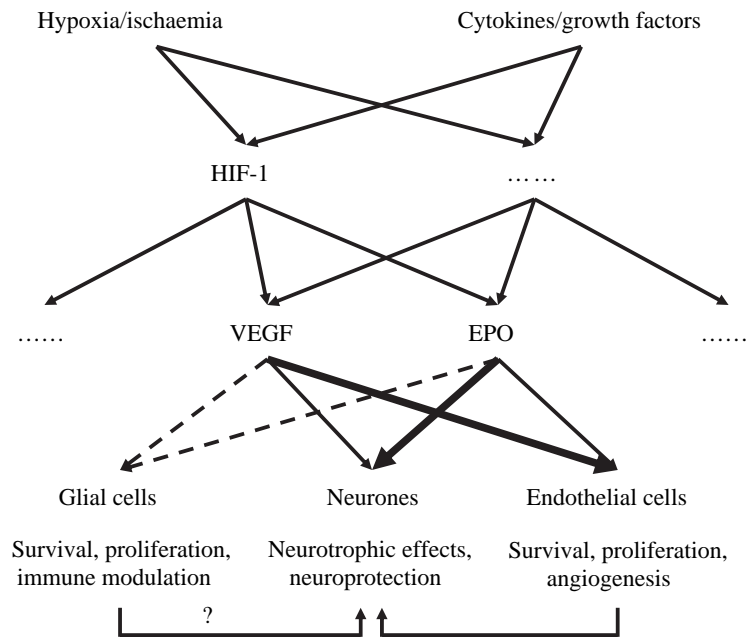 Hypoxia/ischaemia
Cytokines/growth factors
HIF-1
……
……
VEGF
EPO
……
Glial cells
Neurones
Endothelial cells
Survival, proliferation,
immune modulation
Neurotrophic effects,
neuroprotection
Survival, proliferation,
angiogenesis
?